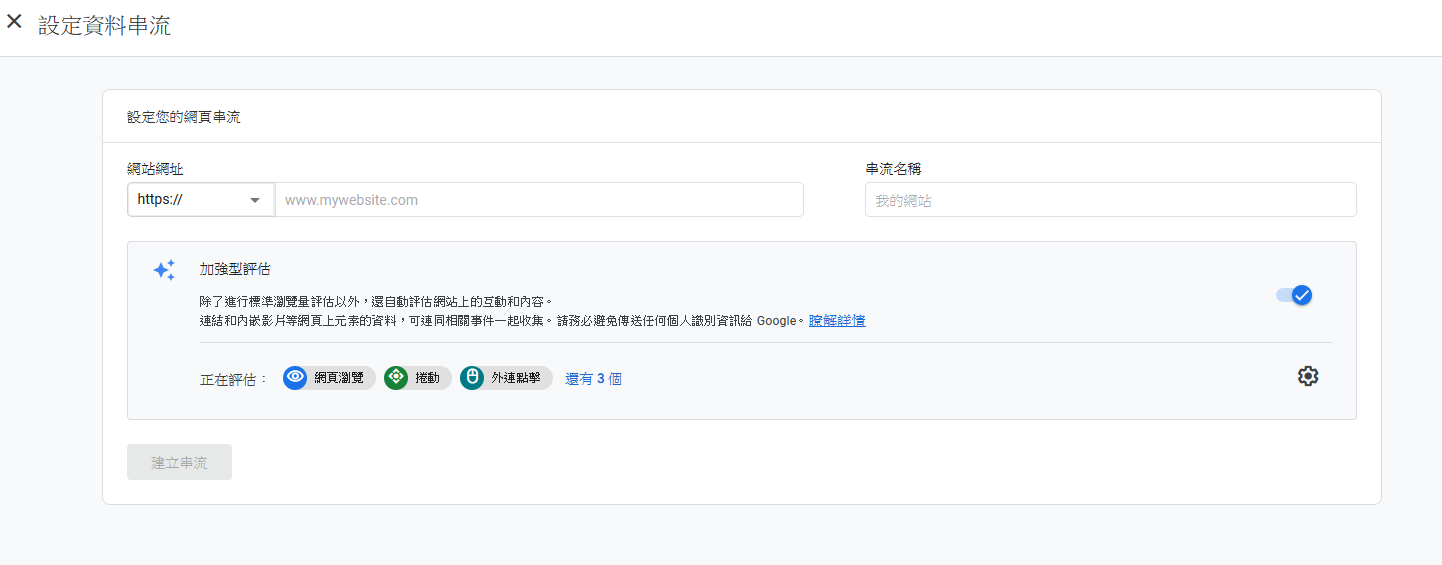 設定資料串流
設定您的網頁串流
網站網址
串流名稱
https://
www.mywebsite.com
我的網站
加強型評估
除了進行標準瀏覽量評估以外，還自動評估網站上的互動和內容。
連結和內嵌影片等網頁上元素的資料，可連同相關事件一起收集。請務必避免傳送任何個人識別資訊給 Google。瞭解詳情
正在評估： 網頁瀏覽 捲動 外連點擊 還有 3 個
建立串流